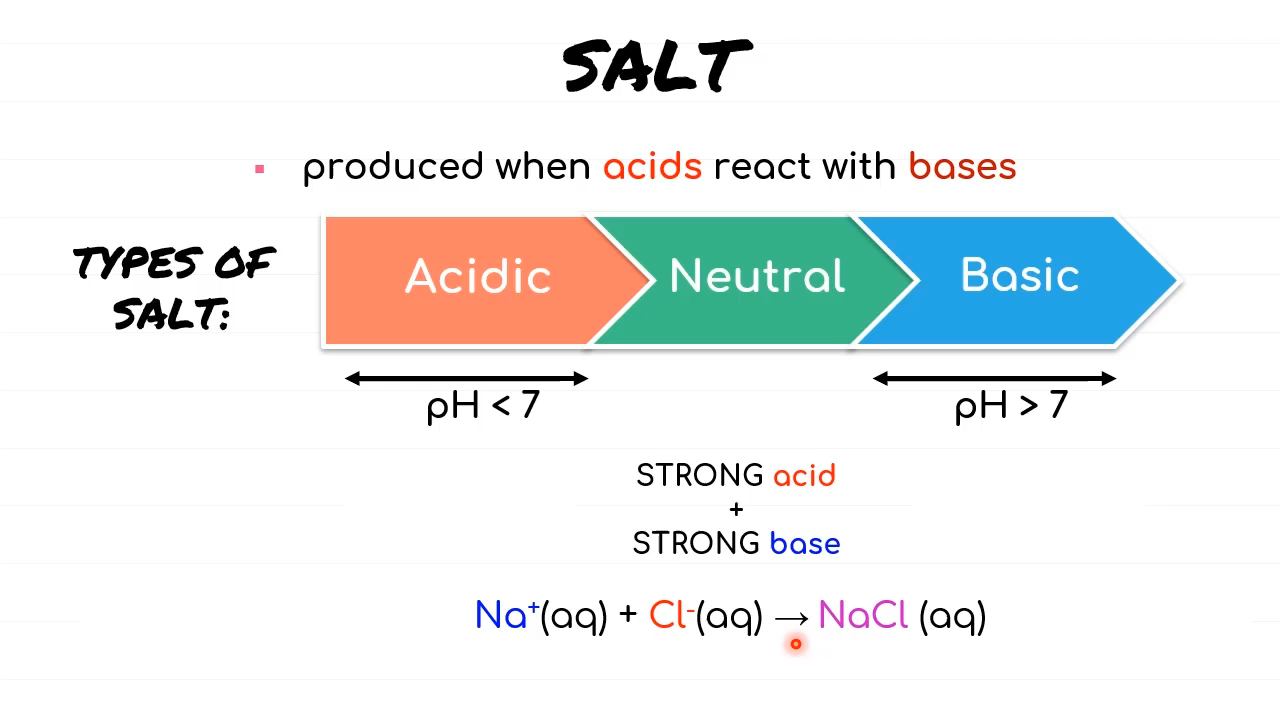 SALT
▪ produced when acids react with bases
TYPES OF
SALT:
Acidic
Neutral
Basic
pH < 7
pH > 7
STRONG acid
+
STRONG base
Na⁺(aq) + Cl⁻(aq) → NaCl (aq)